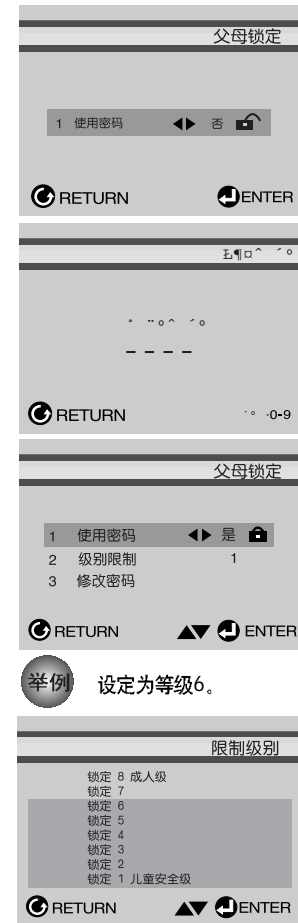 父母锁定
1 使用密码 ◀▶ 否
RETURN ENTER
Ł¶¤^ ´º
° ¨º^ ´º
– – – –
RETURN ˙º ·0-9
父母锁定
1 使用密码 ◀▶ 是
2 级别限制 1
3 修改密码
RETURN ▲▼ ENTER
举例 设定为等级6。
限制级别
锁定 8 成人级
锁定 7
锁定 6
锁定 5
锁定 4
锁定 3
锁定 2
锁定 1 儿童安全级
RETURN ▲▼ ENTER